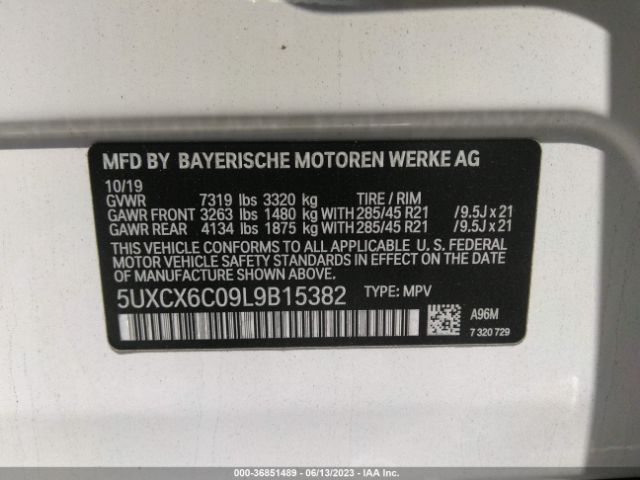 MFD BY BAYERISCHE MOTOREN WERKE AG
10/19
GVWR 7319 lbs 3320 kg TIRE / RIM
GAWR FRONT 3263 lbs 1480 kg WITH 285/45 R21 /9.5J x 21
GAWR REAR 4134 lbs 1875 kg WITH 285/45 R21 /9.5J x 21
THIS VEHICLE CONFORMS TO ALL APPLICABLE U. S. FEDERAL
MOTOR VEHICLE SAFETY STANDARDS IN EFFECT ON THE
DATE OF MANUFACTURE SHOWN ABOVE.
5UXCX6C09L9B15382 TYPE: MPV
A96M
7 320 729
000-36851489 - 06/13/2023 - IAA Inc.